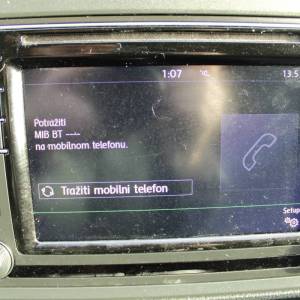 1:07 °C 13.5
Potražiti
MIB BT ----
na mobilnom telefonu.
Tražiti mobilni telefon
Setup